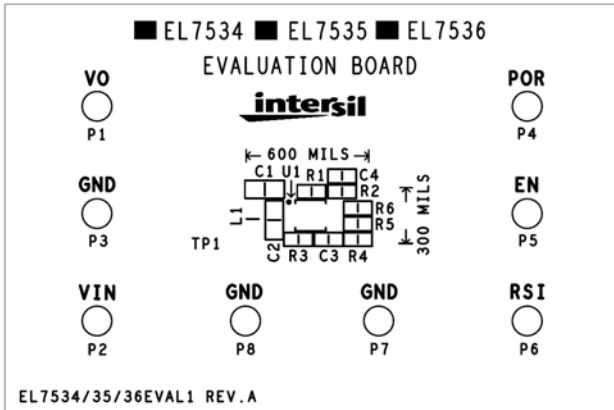 EL7534 EL7535 EL7536
EVALUATION BOARD
intersil
VO
P1
POR
P4
600 MILS
C1 U1 R1 C4
R2
GND
P3
L1
R6
R5
300 MILS
EN
P5
TP1
C2 R3 C3 R4
VIN
P2
GND
P8
GND
P7
RSI
P6
EL7534/35/36EVAL1 REV.A